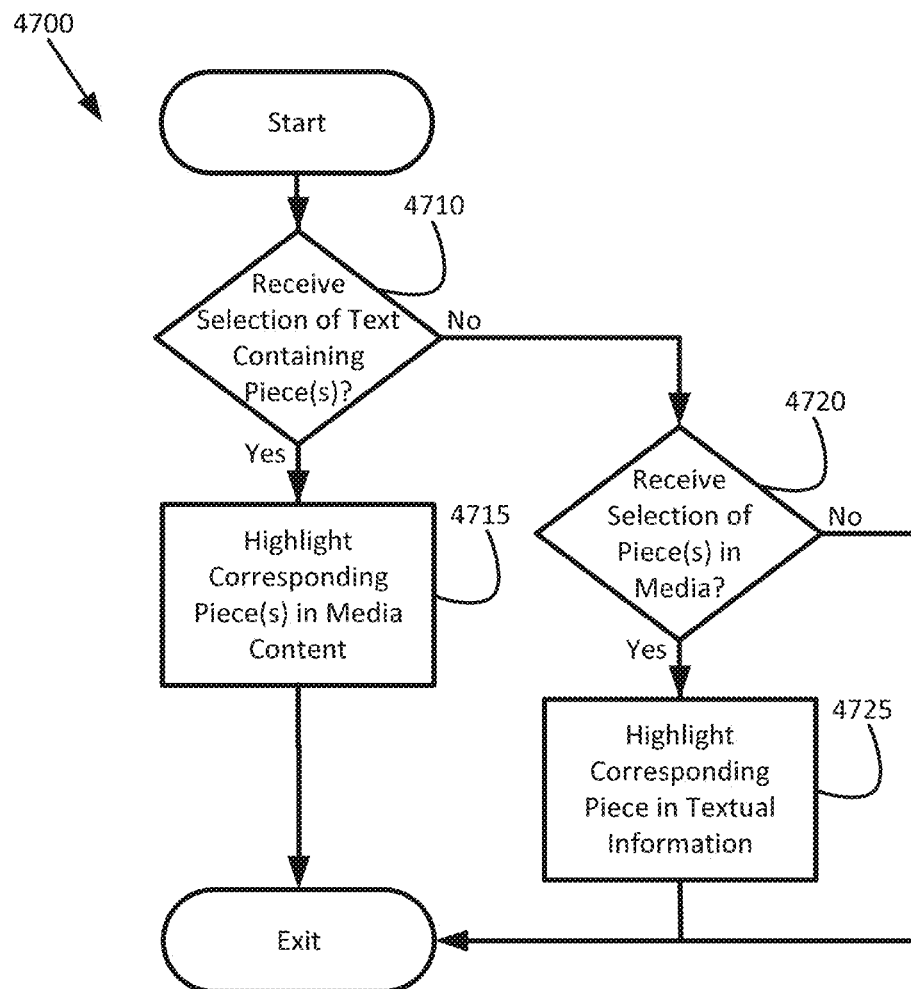 4700
Start
4710
Receive
Selection of Text
Containing
Piece(s)?
No
Yes
4720
Receive
Selection of
Piece(s) in
Media?
No
Yes
4715
Highlight
Corresponding
Piece(s) in Media
Content
4725
Highlight
Corresponding
Piece in Textual
Information
Exit